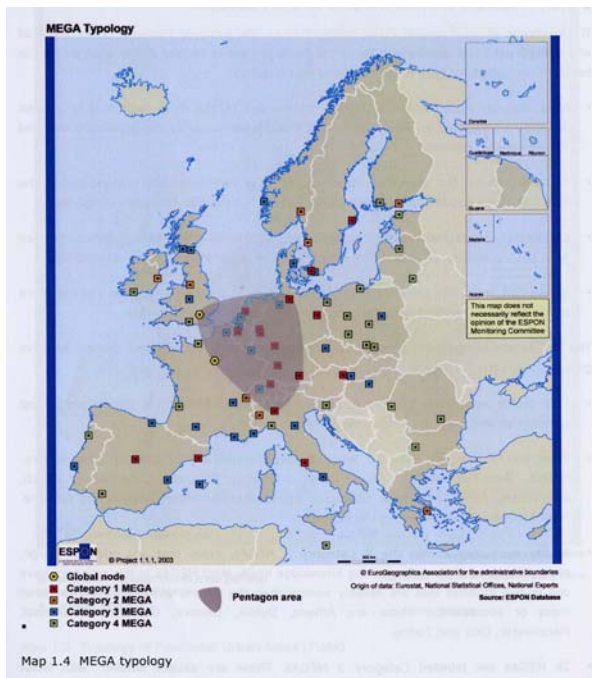 MEGA Typology
Canaries
Guadeloupe Martinique Réunion
Guyane
Madeira
This map does not
necessarily reflect the
opinion of the ESPON
Monitoring Committee
ESPON
© Project 1.1.1, 2003
© EuroGeographics Association for the administrative boundaries
Origin of data: Eurostat, National Statistical Offices, National Experts
Source: ESPON Database
Global node
Category 1 MEGA
Category 2 MEGA
Category 3 MEGA
Category 4 MEGA
Pentagon area
Map 1.4 MEGA typology